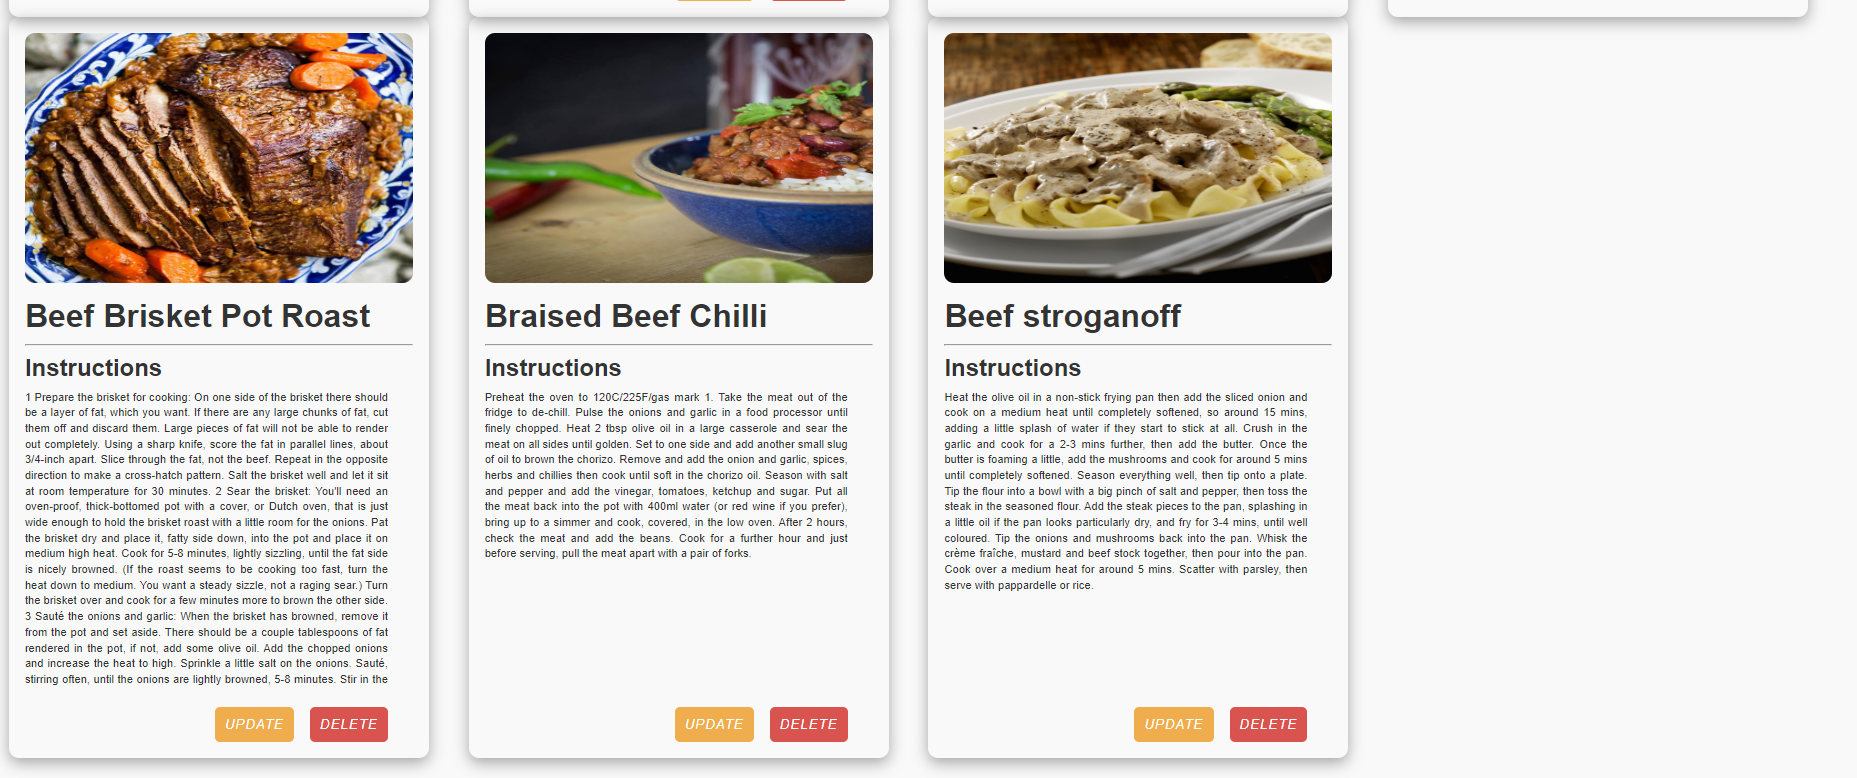 Beef Brisket Pot Roast
Instructions
1 Prepare the brisket for cooking: On one side of the brisket there should
be a layer of fat, which you want. If there are any large chunks of fat, cut
them off and discard them. Large pieces of fat will not be able to render
out completely. Using a sharp knife, score the fat in parallel lines, about
3/4-inch apart. Slice through the fat, not the beef. Repeat in the opposite
direction to make a cross-hatch pattern. Salt the brisket well and let it sit
at room temperature for 30 minutes. 2 Sear the brisket: You'll need an
oven-proof, thick-bottomed pot with a cover, or Dutch oven, that is just
wide enough to hold the brisket roast with a little room for the onions. Pat
the brisket dry and place it, fatty side down, into the pot and place it on
medium high heat. Cook for 5-8 minutes, lightly sizzling, until the fat side
is nicely browned. (If the roast seems to be cooking too fast, turn the
heat down to medium. You want a steady sizzle, not a raging sear.) Turn
the brisket over and cook for a few minutes more to brown the other side.
3 Sauté the onions and garlic: When the brisket has browned, remove it
from the pot and set aside. There should be a couple tablespoons of fat
rendered in the pot, if not, add some olive oil. Add the chopped onions
and increase the heat to high. Sprinkle a little salt on the onions. Sauté,
stirring often, until the onions are lightly browned, 5-8 minutes. Stir in the
UPDATE
DELETE
Braised Beef Chilli
Instructions
Preheat the oven to 120C/225F/gas mark 1. Take the meat out of the
fridge to de-chill. Pulse the onions and garlic in a food processor until
finely chopped. Heat 2 tbsp olive oil in a large casserole and sear the
meat on all sides until golden. Set to one side and add another small slug
of oil to brown the chorizo. Remove and add the onion and garlic, spices,
herbs and chillies then cook until soft in the chorizo oil. Season with salt
and pepper and add the vinegar, tomatoes, ketchup and sugar. Put all
the meat back into the pot with 400ml water (or red wine if you prefer),
bring up to a simmer and cook, covered, in the low oven. After 2 hours,
check the meat and add the beans. Cook for a further hour and just
before serving, pull the meat apart with a pair of forks.
UPDATE
DELETE
Beef stroganoff
Instructions
Heat the olive oil in a non-stick frying pan then add the sliced onion and
cook on a medium heat until completely softened, so around 15 mins,
adding a little splash of water if they start to stick at all. Crush in the
garlic and cook for a 2-3 mins further, then add the butter. Once the
butter is foaming a little, add the mushrooms and cook for around 5 mins
until completely softened. Season everything well, then tip onto a plate.
Tip the flour into a bowl with a big pinch of salt and pepper, then toss the
steak in the seasoned flour. Add the steak pieces to the pan, splashing in
a little oil if the pan looks particularly dry, and fry for 3-4 mins, until well
coloured. Tip the onions and mushrooms back into the pan. Whisk the
crème fraîche, mustard and beef stock together, then pour into the pan.
Cook over a medium heat for around 5 mins. Scatter with parsley, then
serve with pappardelle or rice.
UPDATE
DELETE